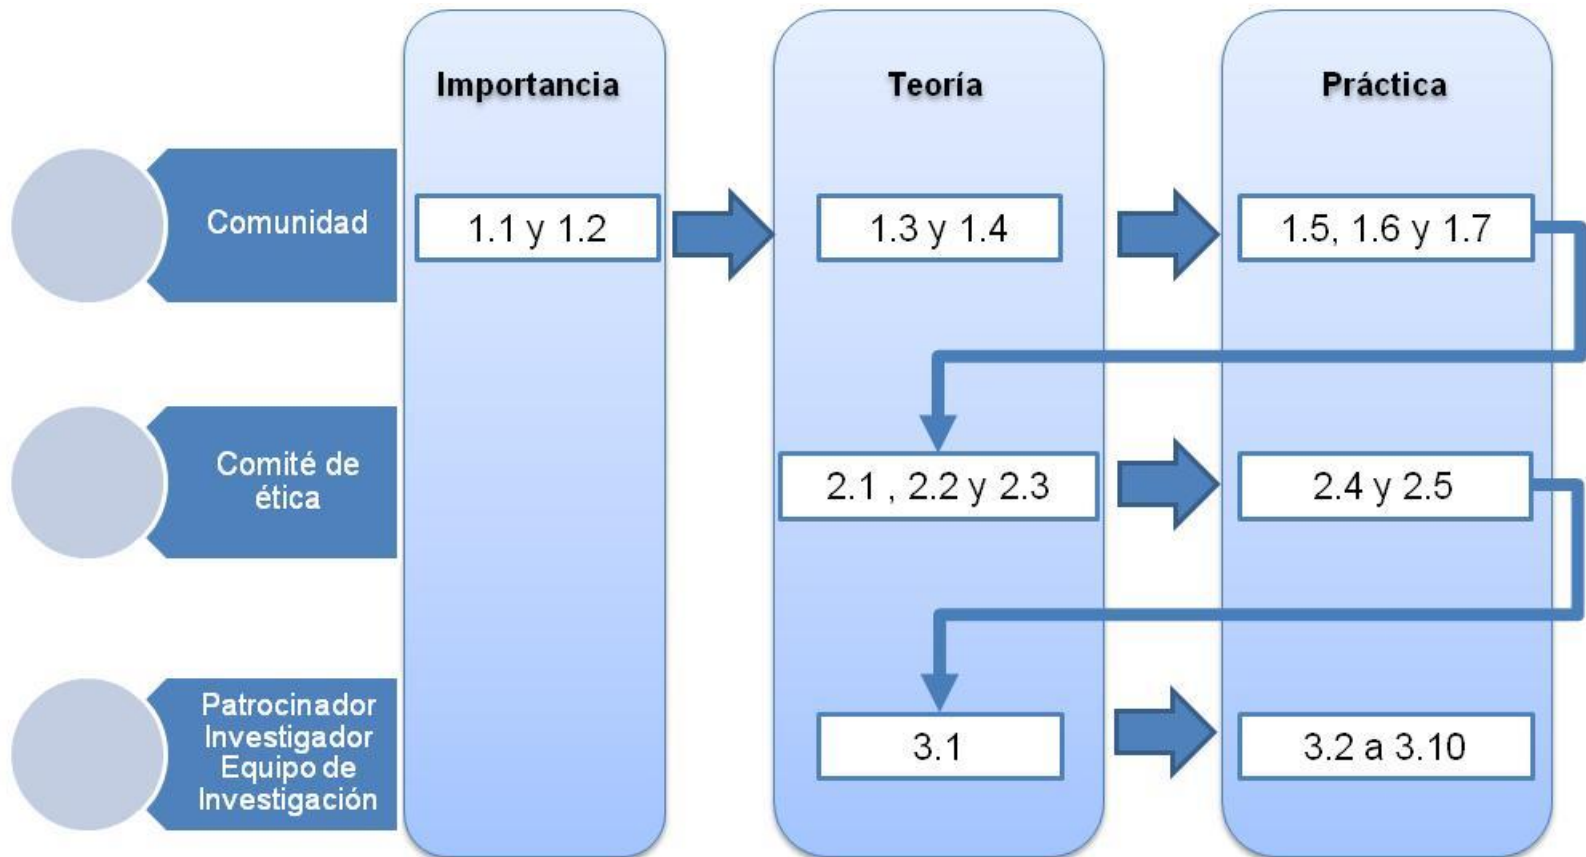 Importancia
Teoría
Práctica
Comunidad
1.1 y 1.2
1.3 y 1.4
1.5, 1.6 y 1.7
Comité de
ética
2.1 , 2.2 y 2.3
2.4 y 2.5
Patrocinador
Investigador
Equipo de
Investigación
3.1
3.2 a 3.10